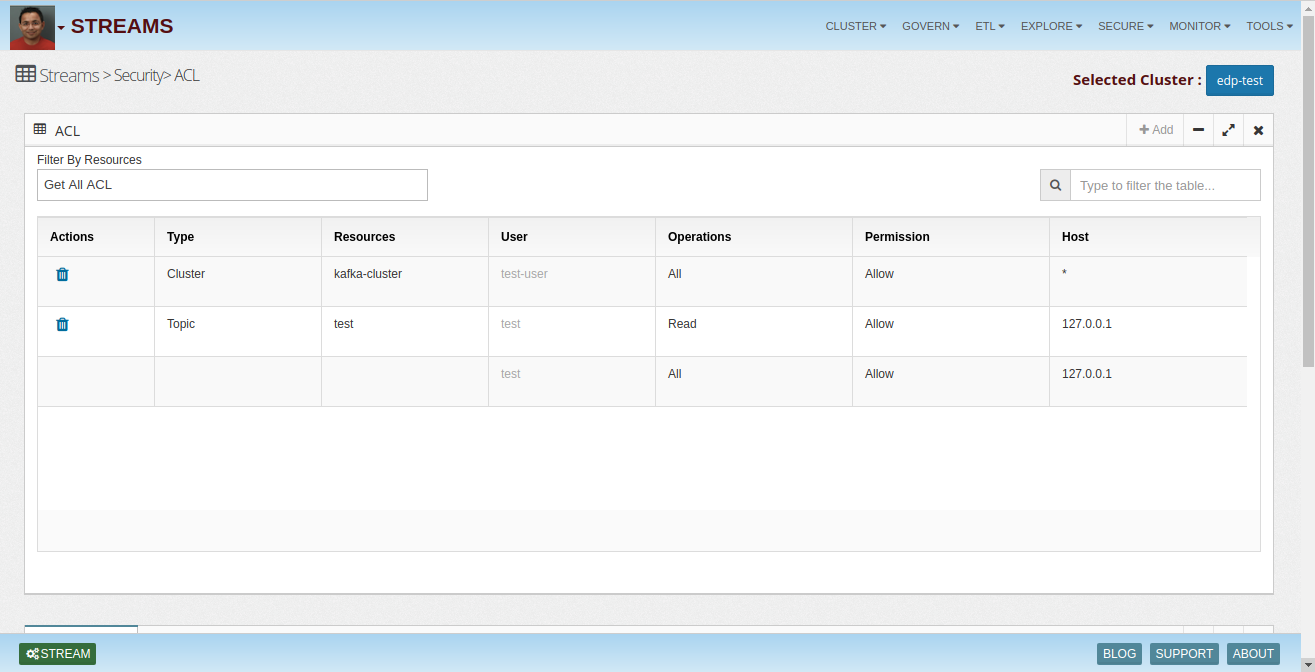 STREAMS CLUSTER GOVERN ETL EXPLORE SECURE MONITOR TOOLS
Streams > Security> ACL
Selected Cluster : edp-test
ACL + Add
Filter By Resources
Get All ACL Type to filter the table...
Actions Type Resources User Operations Permission Host
Cluster kafka-cluster test-user All Allow *
Topic test test Read Allow 127.0.0.1
test All Allow 127.0.0.1
STREAM BLOG SUPPORT ABOUT